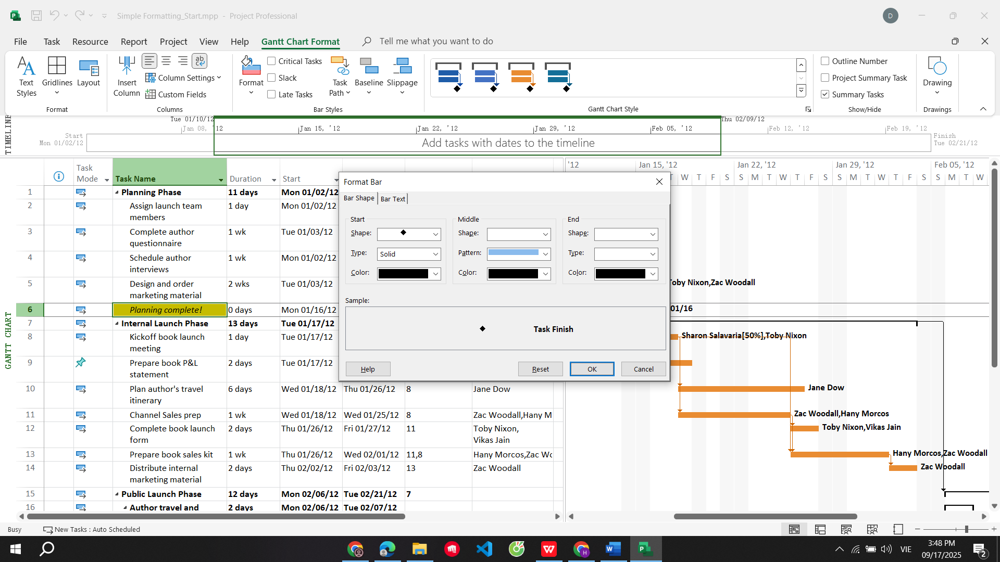 Simple Formatting_Start.mpp - Project Professional
D
File Task Resource Report Project View Help Gantt Chart Format Tell me what you want to do
Text Styles
Gridlines
Layout
Format
Insert Column
Column Settings
Custom Fields
Columns
Format
Critical Tasks
Slack
Late Tasks
Task Path
Baseline
Slippage
Bar Styles
Gantt Chart Style
Outline Number
Project Summary Task
Summary Tasks
Show/Hide
Drawing
Drawings
TIMELINE
Tue 01/10/12
Thu 02/09/12
Jan 08, '12 Jan 15, '12 Jan 22, '12 Jan 29, '12 Feb 05, '12 Feb 12, '12 Feb 19, '12
Start
Mon 01/02/12
Add tasks with dates to the timeline
Finish
Tue 02/21/12
GANTT CHART
Task Mode Task Name Duration Start
'12 Jan 15, '12 Jan 22, '12 Jan 29, '12 Feb 05, '12
T W T F S S M T W T F S S M T W T F S S M T W
1 Planning Phase 11 days Mon 01/02/12
2 Assign launch team members 1 day Mon 01/02/12
3 Complete author questionnaire 1 wk Tue 01/03/12
4 Schedule author interviews 1 wk Mon 01/02/12
5 Design and order marketing material 2 wks Tue 01/03/12
Toby Nixon,Zac Woodall
6 Planning complete! 0 days Mon 01/16/12
01/16
7 Internal Launch Phase 13 days Tue 01/17/12
8 Kickoff book launch meeting 1 day Tue 01/17/12
Sharon Salavaria[50%],Toby Nixon
9 Prepare book P&L statement 2 days Tue 01/17/12
10 Plan author's travel itinerary 6 days Wed 01/18/12 Thu 01/26/12 8 Jane Dow
Jane Dow
11 Channel Sales prep 1 wk Wed 01/18/12 Wed 01/25/12 8 Zac Woodall,Hany M
Zac Woodall,Hany Morcos
12 Complete book launch form 2 days Thu 01/26/12 Fri 01/27/12 11 Toby Nixon, Vikas Jain
Toby Nixon,Vikas Jain
13 Prepare book sales kit 1 wk Thu 01/26/12 Wed 02/01/12 11,8 Hany Morcos,Zac Wo
Hany Morcos,Zac Woodall
14 Distribute internal marketing material 2 days Thu 02/02/12 Fri 02/03/12 13 Zac Woodall
Zac Woodall
15 Public Launch Phase 12 days Mon 02/06/12 Tue 02/21/12 7
16 Author travel and 2 days Mon 02/06/12 Tue 02/07/12
Format Bar
Bar Shape Bar Text
Start
Shape:
Type: Solid
Color:
Middle
Shape:
Pattern:
Color:
End
Shape:
Type:
Color:
Sample:
Task Finish
Help Reset OK Cancel
Busy New Tasks : Auto Scheduled
VIE
3:48 PM
09/17/2025
2